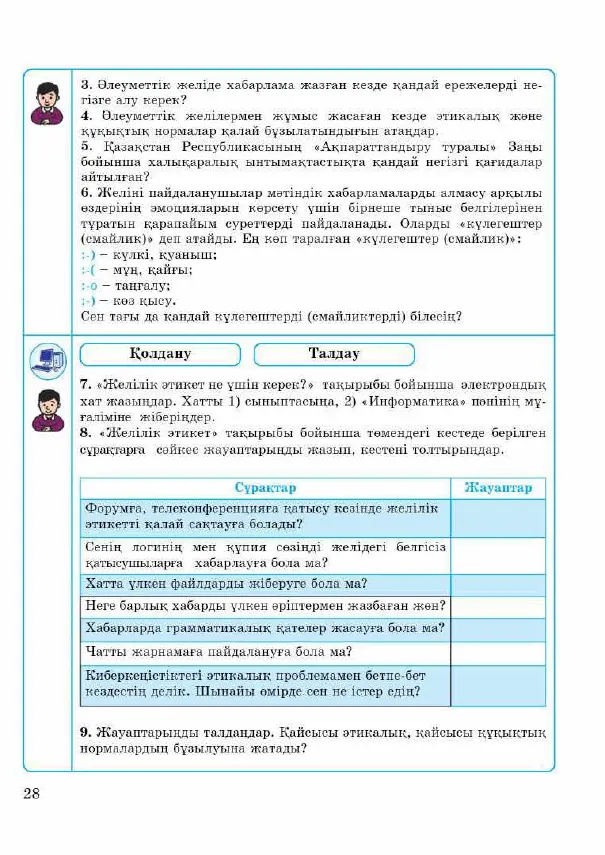 3. Әлеуметтік желіде хабарлама жазған кезде қандай ережелерді не-
гізге алу керек?
4. Әлеуметтік желілермен жұмыс жасаған кезде этикалық және
құқықтық нормалар қалай бұзылатындығын атаңдар.
5. Қазақстан Республикасының «Ақпараттандыру туралы» Заңы
бойынша халықаралық ынтымақтастықта қандай негізгі қағидалар
айтылған?
6. Желіні пайдаланушылар мәтіндік хабарламаларды алмасу арқылы
өздерінің эмоцияларын көрсету үшін бірнеше тыныс белгілерінен
тұратын қарапайым суреттерді пайдаланады. Оларды «күлегештер
(смайлик)» деп атайды. Ең көп таралған «күлегештер (смайлик)»:
:-) – күлкі, қуаныш;
:-( – мұң, қайғы;
:-o – таңғалу;
;-) – көз қысу.
Сен тағы да қандай күлегештерді (смайликтерді) білесің?
Қолдану Талдау
7. «Желілік этикет не үшін керек?» тақырыбы бойынша электрондық
хат жазыңдар. Хатты 1) сыныптасыңа, 2) «Информатика» пәнінің мұ-
ғаліміне жіберіңдер.
8. «Желілік этикет» тақырыбы бойынша төмендегі кестеде берілген
сұрақтарға сәйкес жауаптарыңды жазып, кестені толтырыңдар.
Сұрақтар Жауаптар
Форумға, телеконференцияға қатысу кезінде желілік
этикетті қалай сақтауға болады?
Сенің логинің мен құпия сөзіңді желідегі белгісіз
қатысушыларға хабарлауға бола ма?
Хатта үлкен файлдарды жіберуге бола ма?
Неге барлық хабарды үлкен әріптермен жазбаған жөн?
Хабарларда грамматикалық қателер жасауға бола ма?
Чатты жарнамаға пайдалануға бола ма?
Киберкеңістіктегі этикалық проблемамен бетпе-бет
кездестің делік. Шынайы өмірде сен не істер едің?
9. Жауаптарыңды талдаңдар. Қайсысы этикалық, қайсысы құқықтық
нормалардың бұзылуына жатады?
28